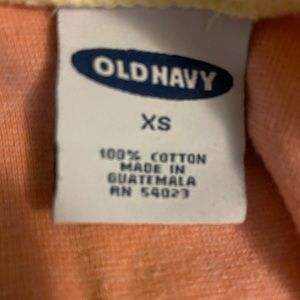 OLD NAVY
XS
100% COTTON
MADE IN
GUATEMALA
RN 54023